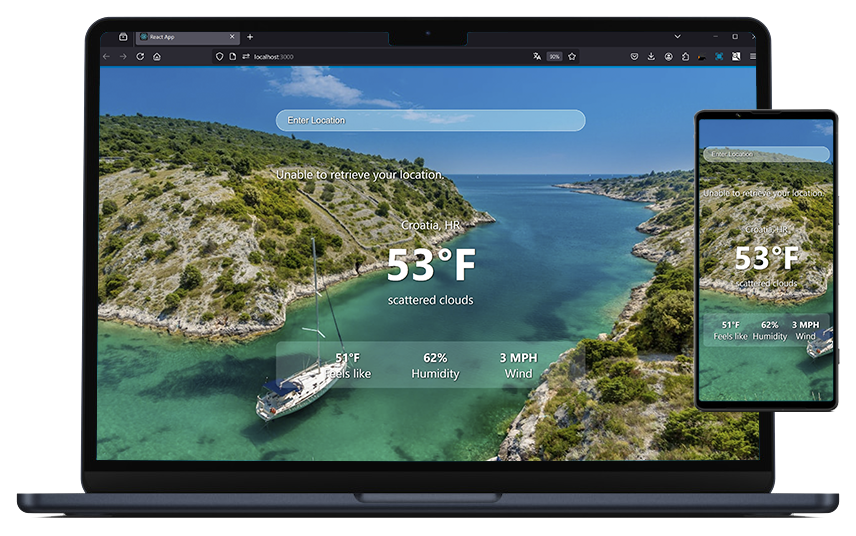 React App
localhost:3000
30%
Enter Location
Unable to retrieve your location.
Croatia, HR
53°F
scattered clouds
51°F 62% 3 MPH
Feels like Humidity Wind
Enter Location
Unable to retrieve your location.
Croatia, HR
53°F
scattered clouds
51°F 62% 3 MPH
Feels like Humidity Wind